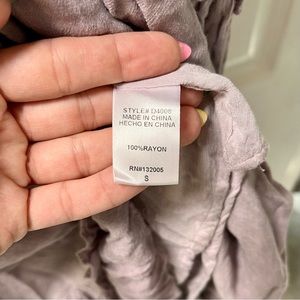 STYLE# D4006
MADE IN CHINA
HECHO EN CHINA
100%RAYON
RN#132005
S